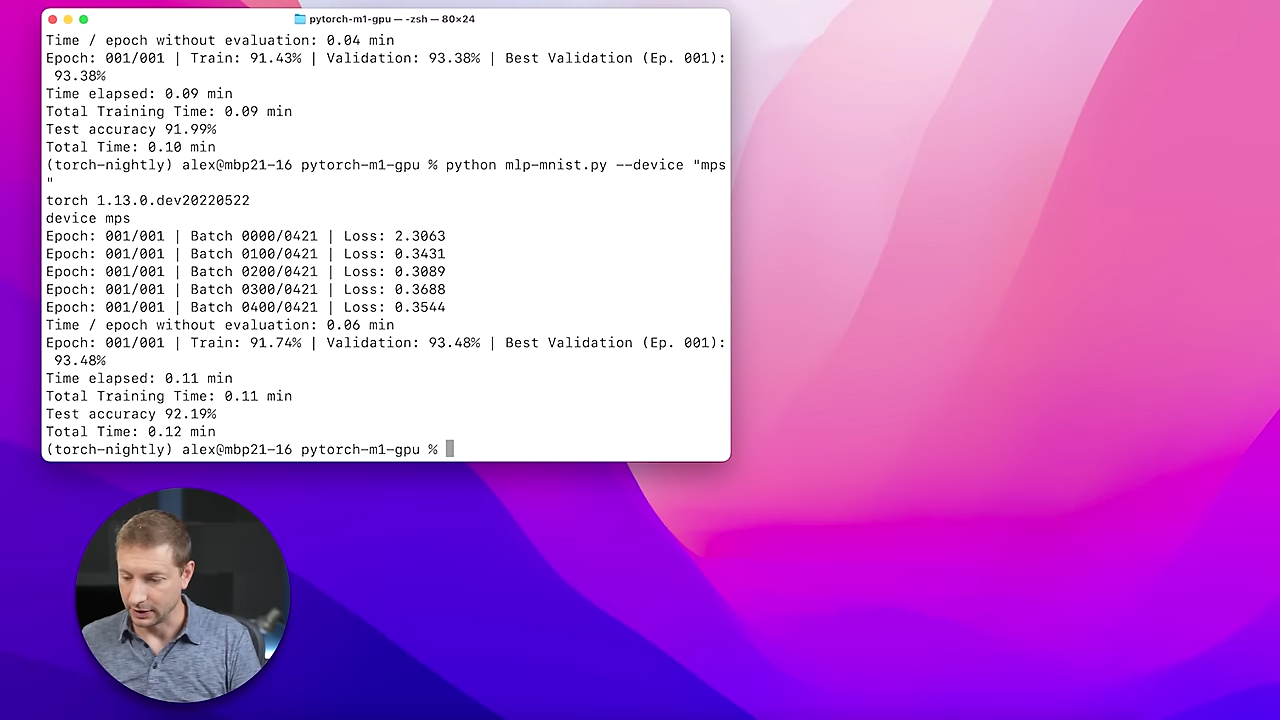 pytorch-m1-gpu — -zsh — 80×24
Time / epoch without evaluation: 0.04 min
Epoch: 001/001 | Train: 91.43% | Validation: 93.38% | Best Validation (Ep. 001):
93.38%
Time elapsed: 0.09 min
Total Training Time: 0.09 min
Test accuracy 91.99%
Total Time: 0.10 min
(torch-nightly) alex@mbp21-16 pytorch-m1-gpu % python mlp-mnist.py --device "mps
"
torch 1.13.0.dev20220522
device mps
Epoch: 001/001 | Batch 0000/0421 | Loss: 2.3063
Epoch: 001/001 | Batch 0100/0421 | Loss: 0.3431
Epoch: 001/001 | Batch 0200/0421 | Loss: 0.3089
Epoch: 001/001 | Batch 0300/0421 | Loss: 0.3688
Epoch: 001/001 | Batch 0400/0421 | Loss: 0.3544
Time / epoch without evaluation: 0.06 min
Epoch: 001/001 | Train: 91.74% | Validation: 93.48% | Best Validation (Ep. 001):
93.48%
Time elapsed: 0.11 min
Total Training Time: 0.11 min
Test accuracy 92.19%
Total Time: 0.12 min
(torch-nightly) alex@mbp21-16 pytorch-m1-gpu %